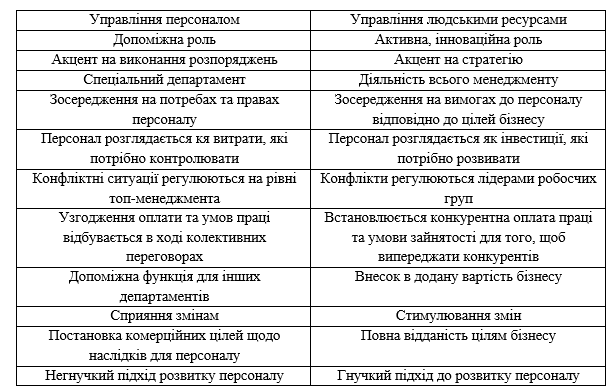 Управління персоналом
Управління людськими ресурсами
Допоміжна роль
Активна, інноваційна роль
Акцент на виконання розпоряджень
Акцент на стратегію
Спеціальний департамент
Діяльність всього менеджменту
Зосередження на потребах та правах
персоналу
Зосередження на вимогах до персоналу
відповідно до цілей бізнесу
Персонал розглядається кя витрати, які
потрібно контролювати
Персонал розглядається як інвестиції, які
потрібно розвивати
Конфліктні ситуації регулюються на рівні
топ-менеджмента
Конфлікти регулюються лідерами робосчих
груп
Узгодження оплати та умов праці
відбувається в ході колективних
переговорах
Встановлюється конкурентна оплата праці
та умови зайнятості для того, щоб
випереджати конкурентів
Допоміжна функція для інших
департаментів
Внесок в додану вартість бізнесу
Сприяння змінам
Стимулювання змін
Постановка комерційних цілей щодо
наслідків для персоналу
Повна відданість цілям бізнесу
Негнучкий підхід розвитку персоналу
Гнучкий підхід до розвитку персоналу